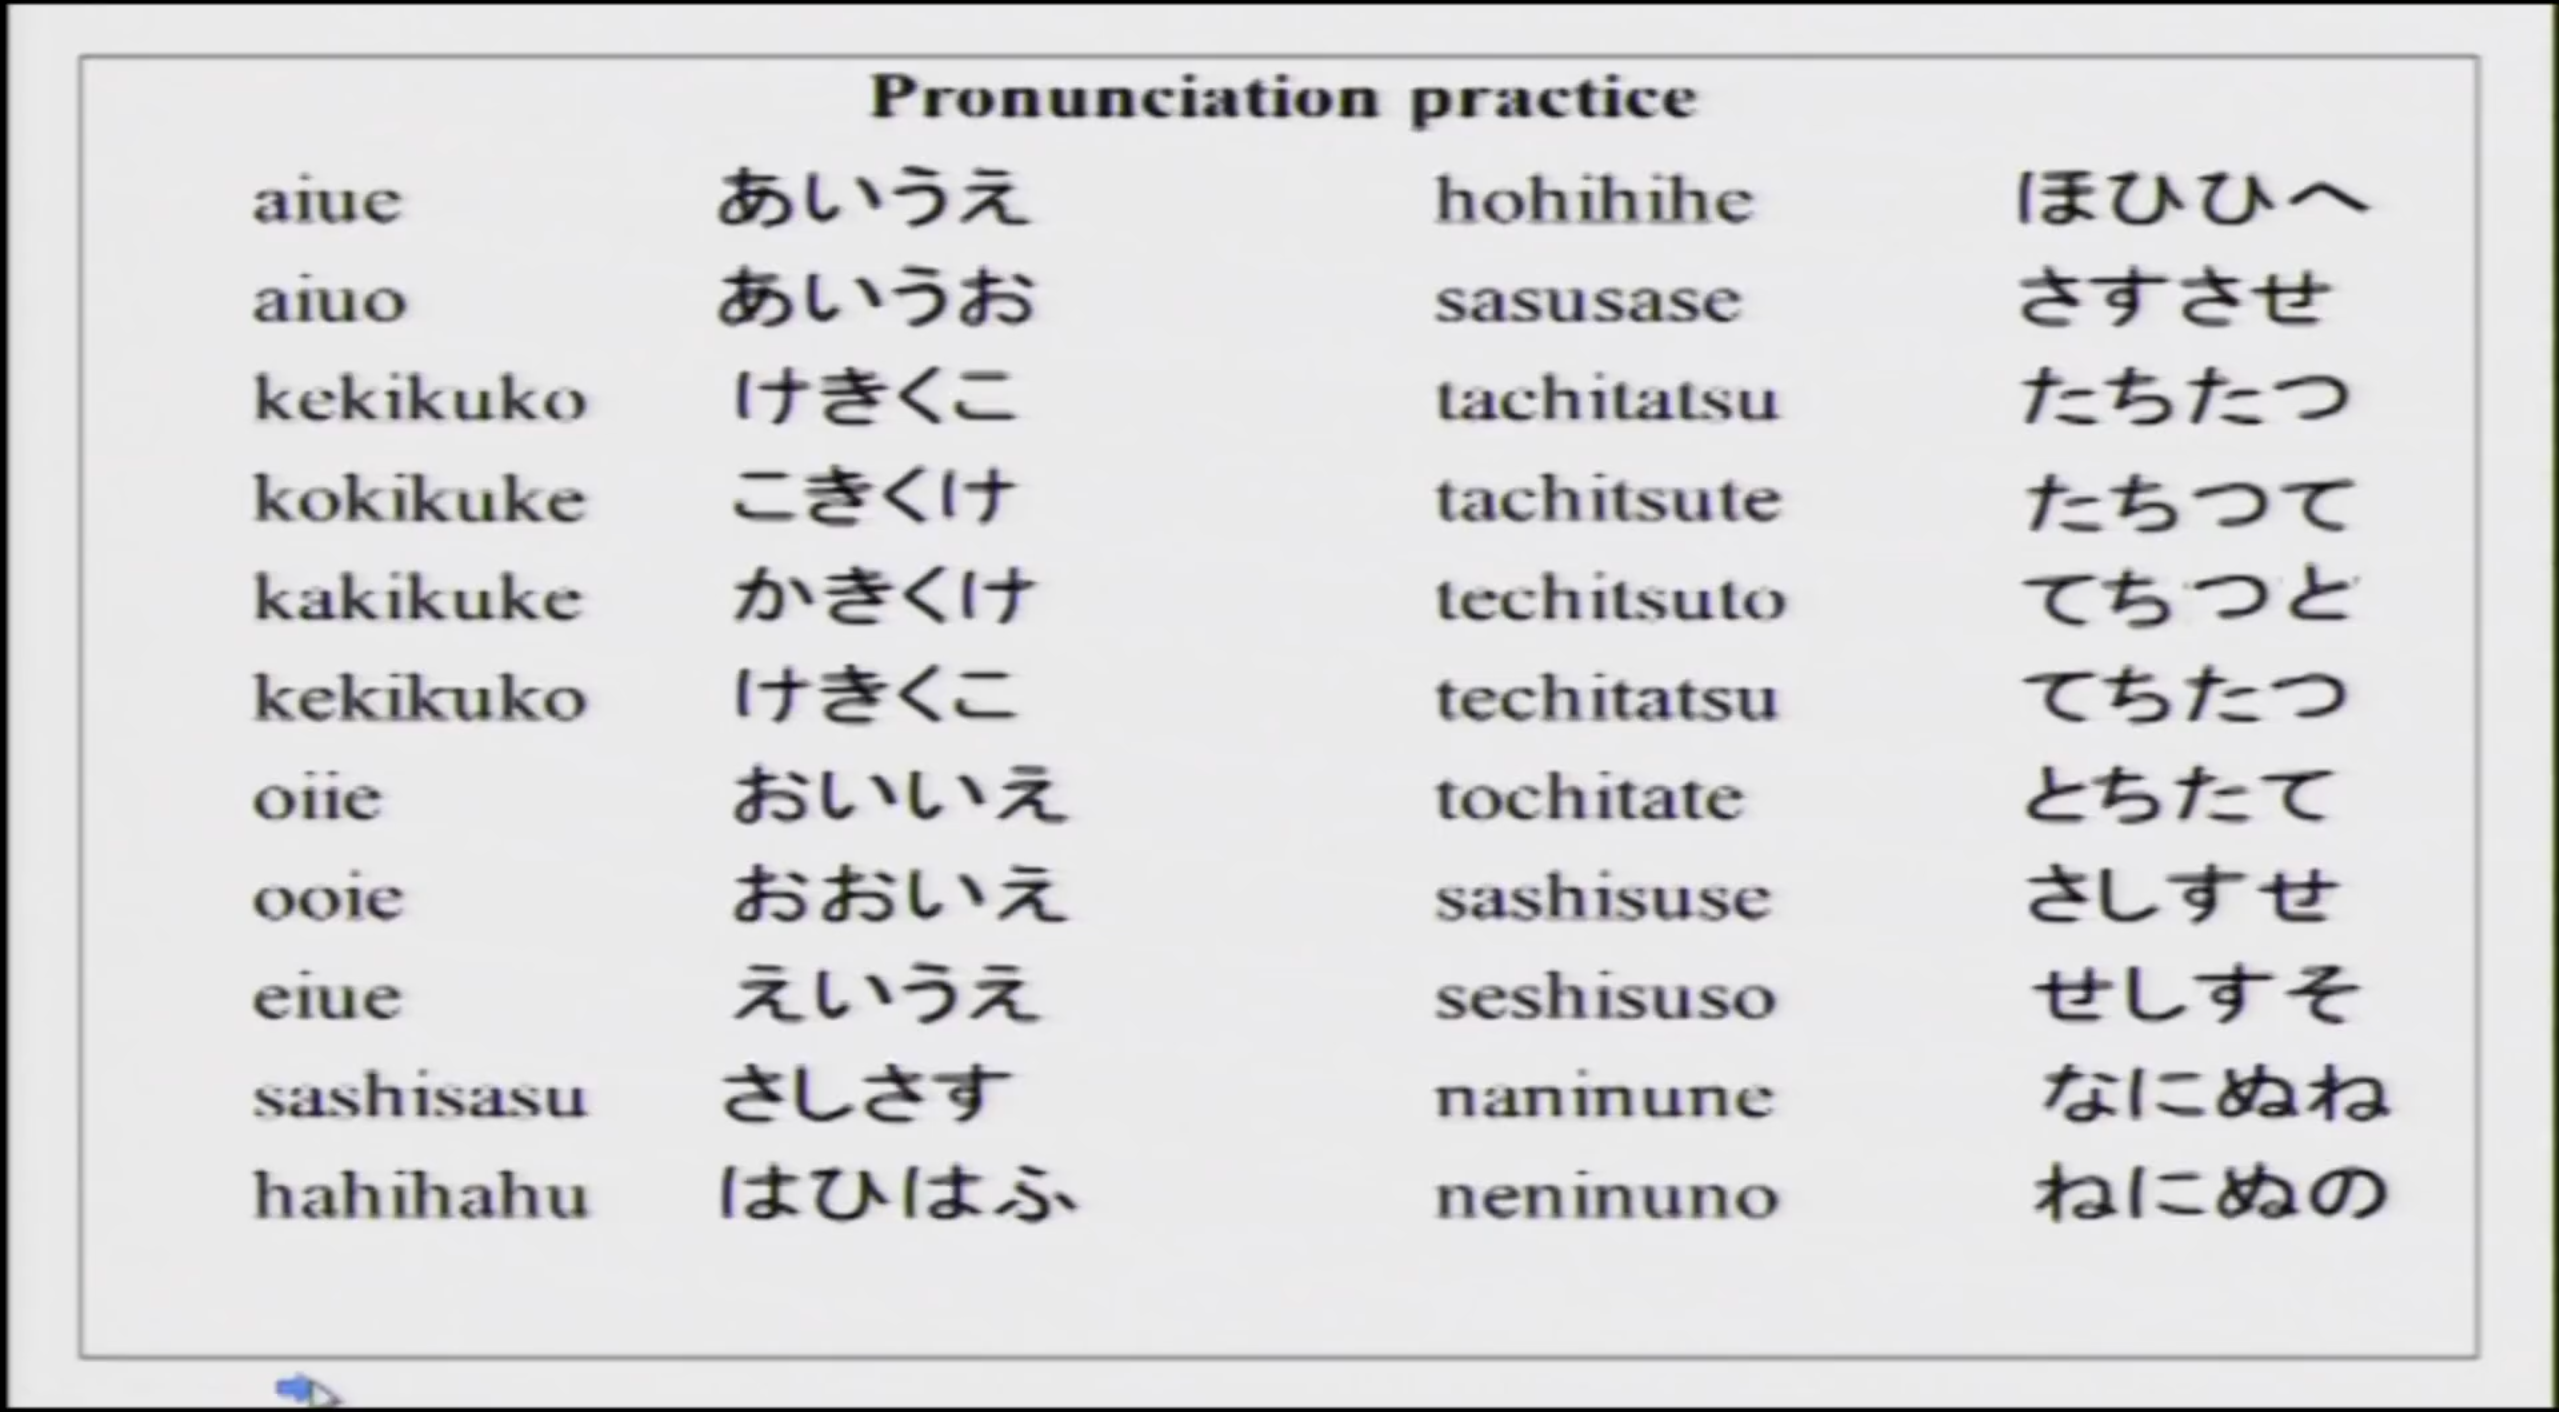 Pronunciation practice
aiue あいうえ hohihihe ほひひへ
aiuo あいうお sasusase さすさせ
kekikuko けきくこ tachitatsu たちたつ
kokikuke こきくけ tachitsute たちつて
kakikuke かきくけ techitsuto てちつと
kekikuko けきくこ techitatsu てちたつ
oiie おいいえ tochitate とちたて
ooie おおいえ sashisuse さしすせ
eiue えいうえ seshisuso せしすそ
sashisasu さしさす naninune なにぬね
hahihahu はひはふ neninuno ねにぬの